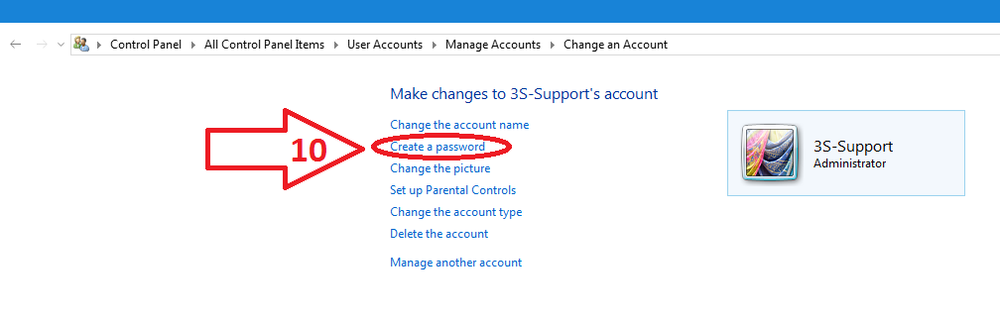 Control Panel All Control Panel Items User Accounts Manage Accounts Change an Account
Make changes to 3S-Support's account
Change the account name
10
Create a password
Change the picture
Set up Parental Controls
Change the account type
Delete the account
Manage another account
3S-Support
Administrator